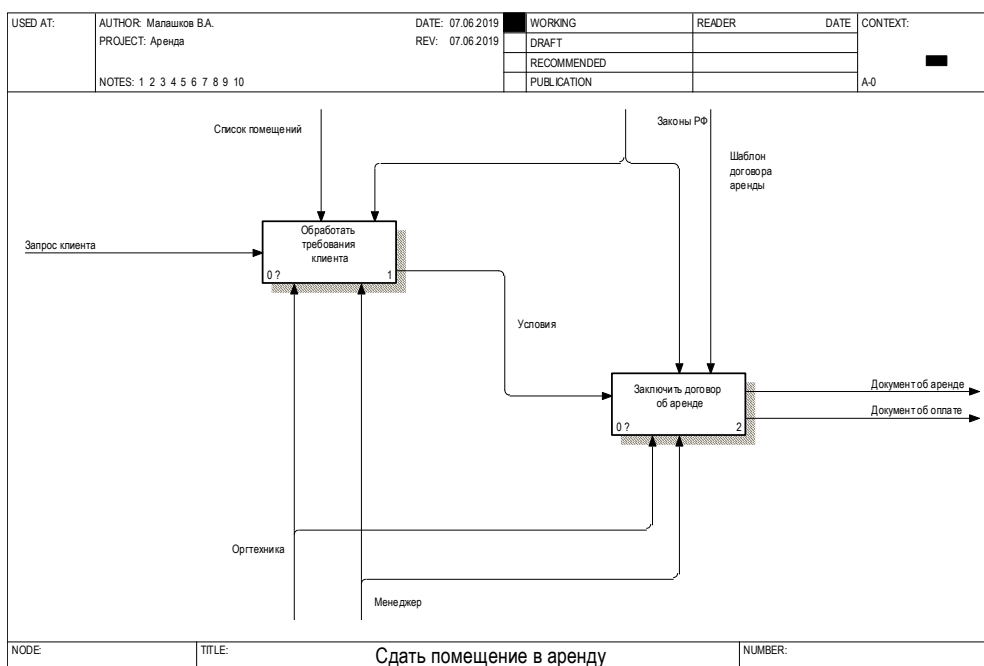 USED AT:
AUTHOR: Малашков В.А.
DATE: 07.06.2019
WORKING
READER
DATE
CONTEXT:
PROJECT: Аренда
REV: 07.06.2019
DRAFT
RECOMMENDED
NOTES: 1 2 3 4 5 6 7 8 9 10
PUBLICATION
A-0
Список помещений
Законы РФ
Шаблон
договора
аренды
Запрос клиента
Обработать
требования
клиента
0 ?
1
Условия
Заключить договор
об аренде
0 ?
2
Документ об аренде
Документ об оплате
Оргтехника
Менеджер
NODE:
TITLE:
Сдать помещение в аренду
NUMBER: